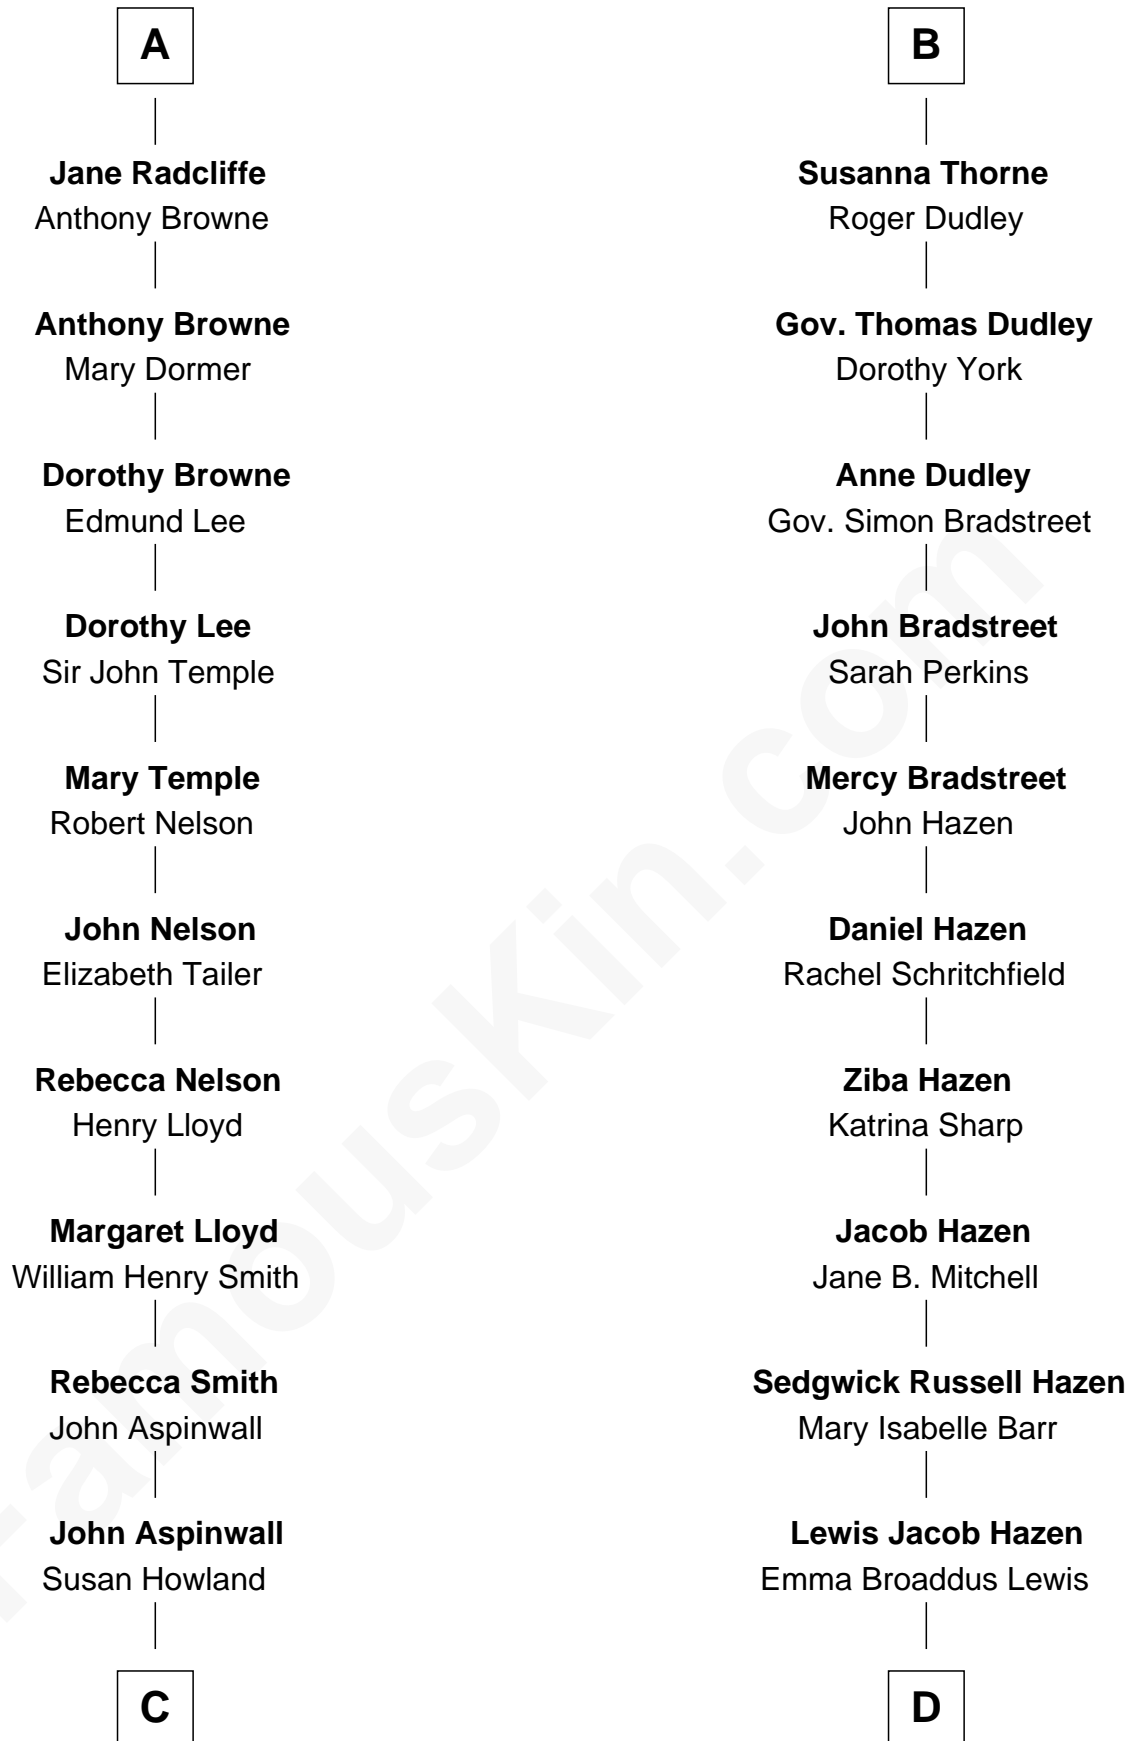 A
Jane Radcliffe
Anthony Browne
Anthony Browne
Mary Dormer
Dorothy Browne
Edmund Lee
Dorothy Lee
Sir John Temple
Mary Temple
Robert Nelson
John Nelson
Elizabeth Tailer
Rebecca Nelson
Henry Lloyd
Margaret Lloyd
William Henry Smith
Rebecca Smith
John Aspinwall
John Aspinwall
Susan Howland
C
B
Susanna Thorne
Roger Dudley
Gov. Thomas Dudley
Dorothy York
Anne Dudley
Gov. Simon Bradstreet
John Bradstreet
Sarah Perkins
Mercy Bradstreet
John Hazen
Daniel Hazen
Rachel Schritchfield
Ziba Hazen
Katrina Sharp
Jacob Hazen
Jane B. Mitchell
Sedgwick Russell Hazen
Mary Isabelle Barr
Lewis Jacob Hazen
Emma Broaddus Lewis
D
FamousKin.com